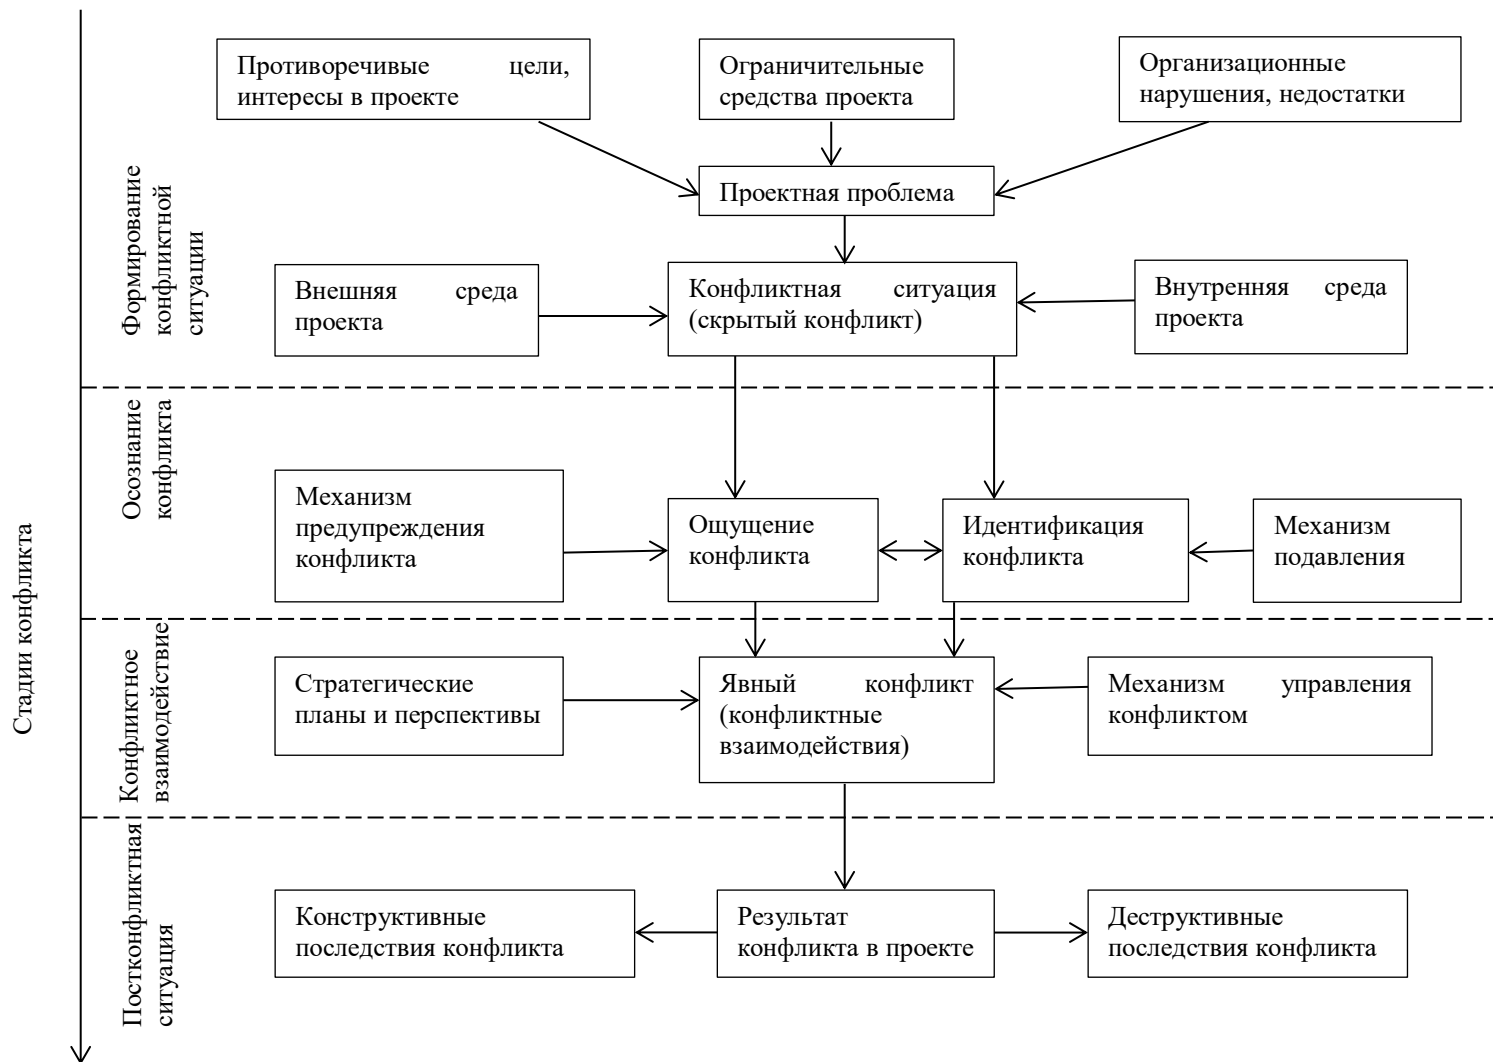 Стадии конфликта
Формирование
конфликтной
ситуации
Противоречивые цели,
интересы в проекте
Ограничительные
средства проекта
Организационные
нарушения, недостатки
Проектная проблема
Внешняя среда
проекта
Конфликтная ситуация
(скрытый конфликт)
Внутренняя среда
проекта
Осознание
конфликта
Механизм
предупреждения
конфликта
Ощущение
конфликта
Идентификация
конфликта
Механизм
подавления
Конфликтное
взаимодействие
Стратегические
планы и перспективы
Явный конфликт
(конфликтные
взаимодействия)
Механизм управления
конфликтом
Постконфликтная
ситуация
Конструктивные
последствия конфликта
Результат
конфликта в проекте
Деструктивные
последствия конфликта